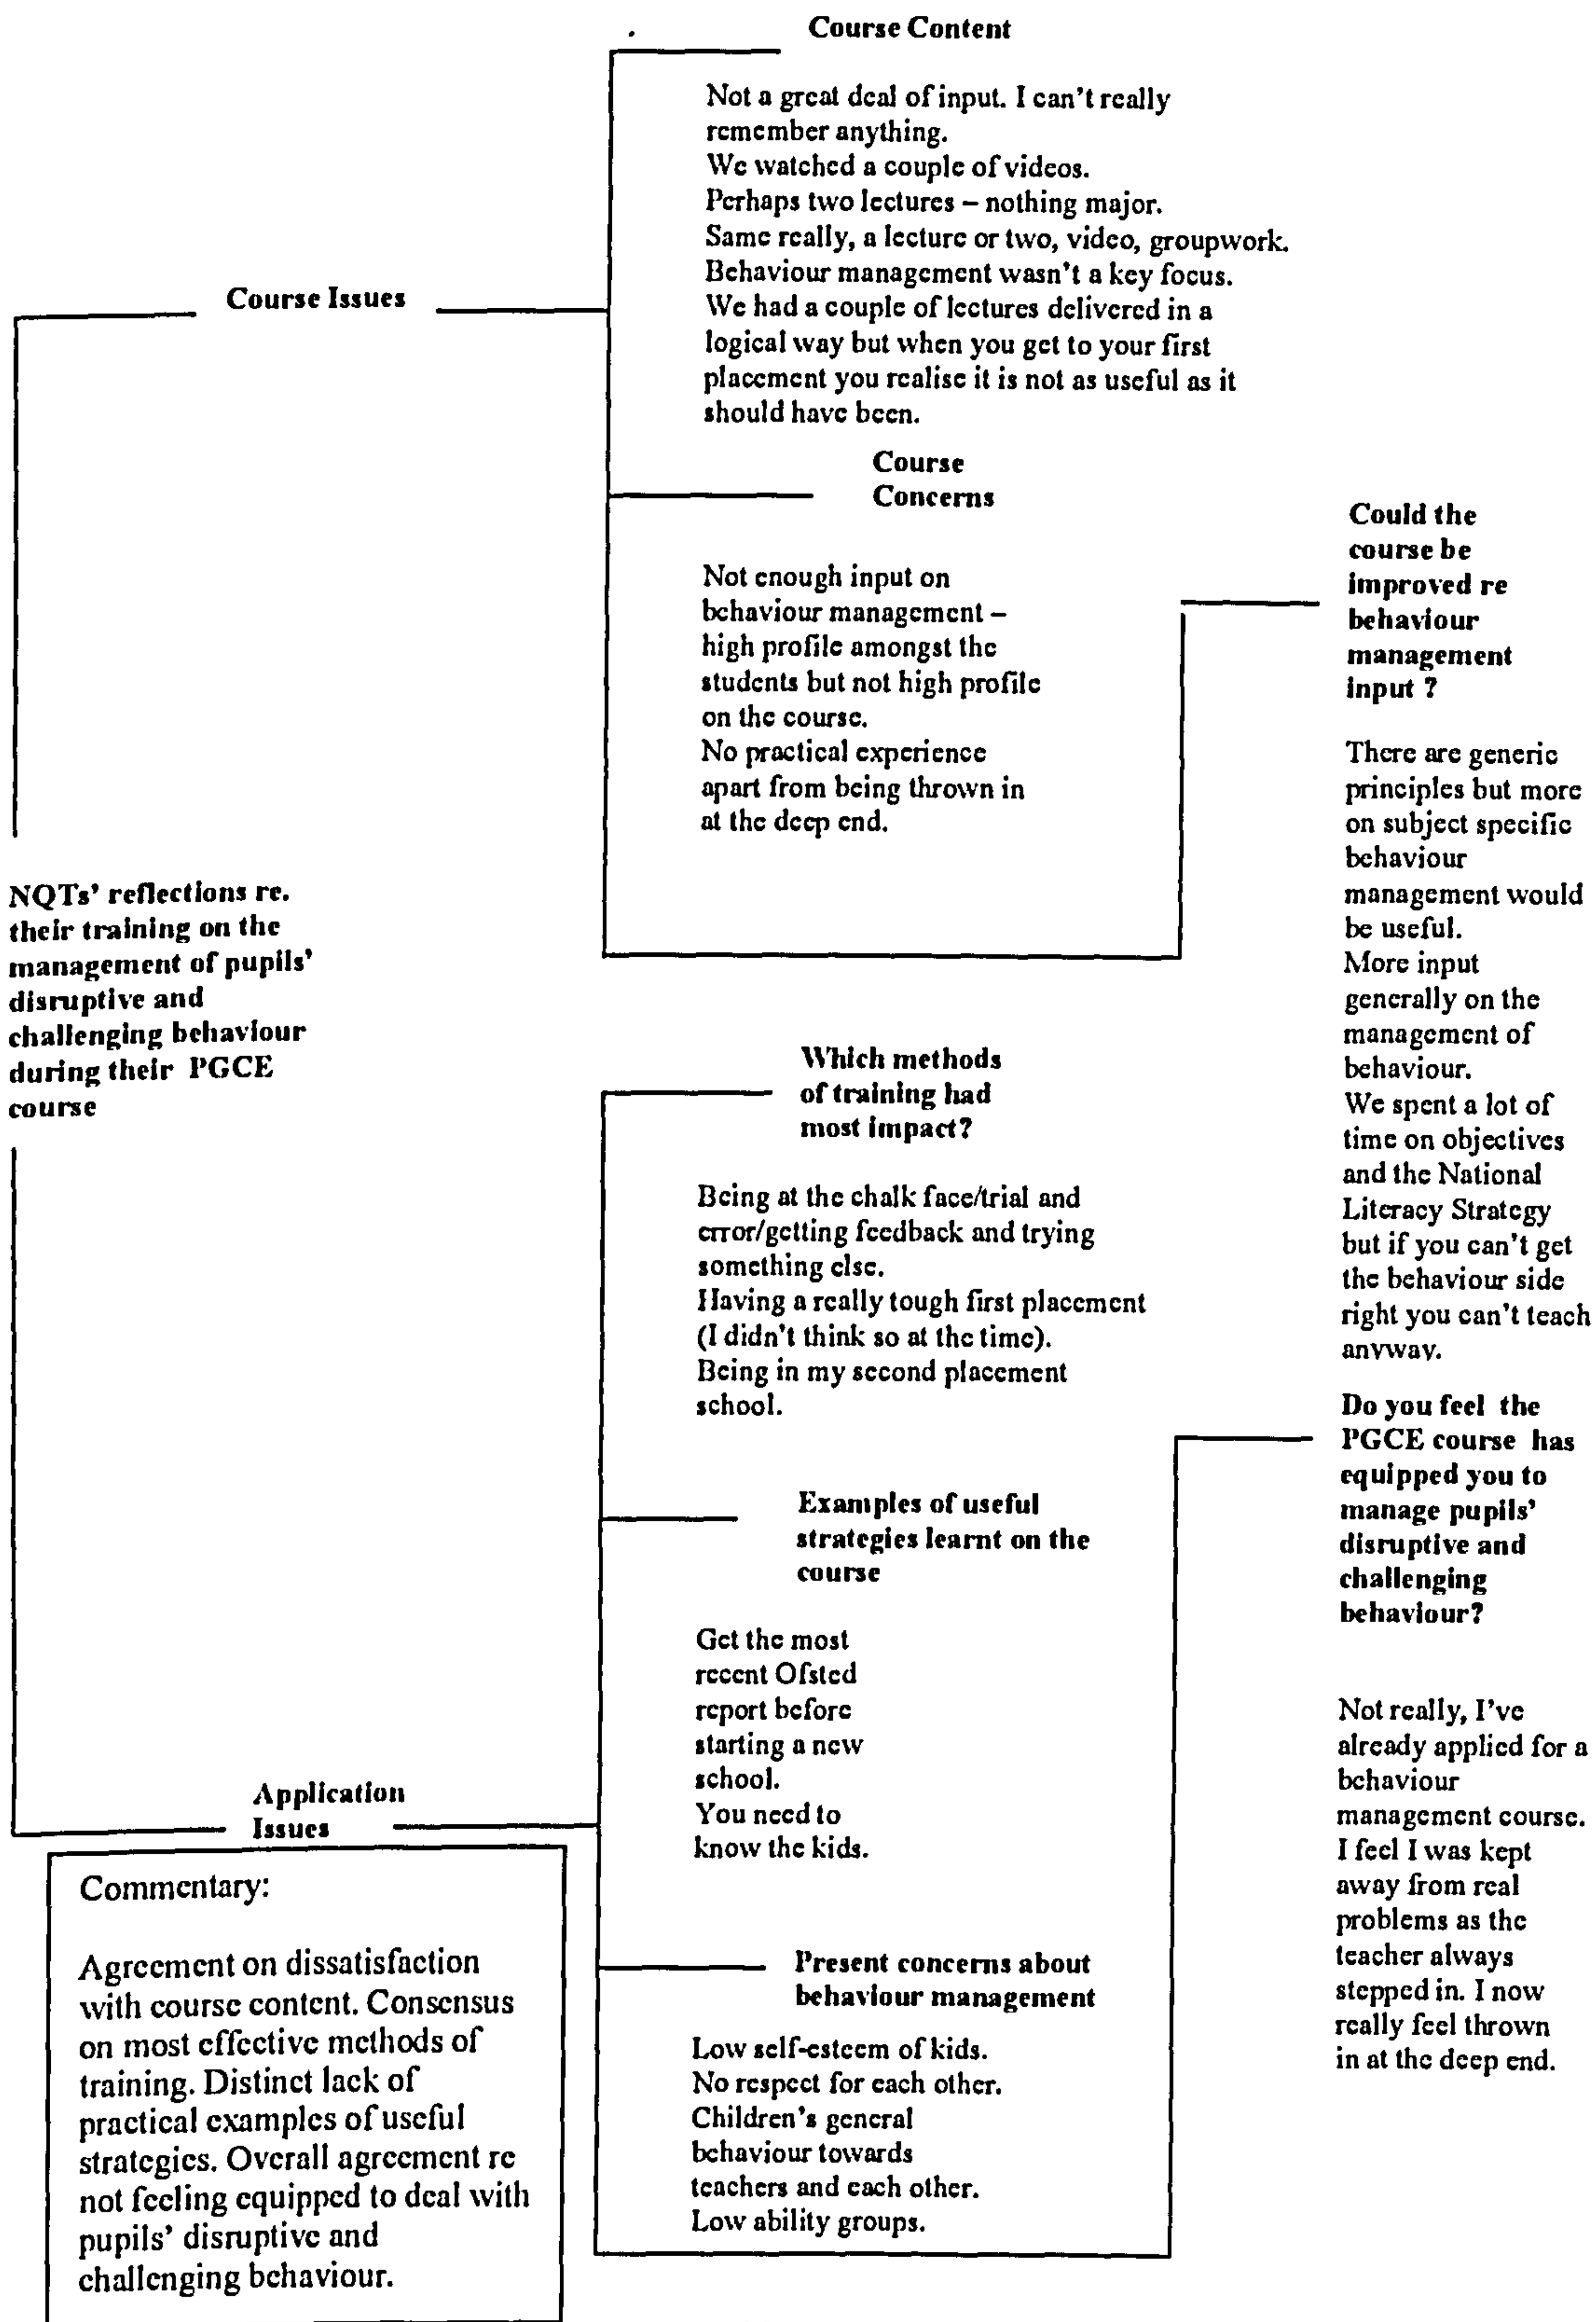 Course Content
Not a great deal of input. I can't really
remember anything.
We watched a couple of videos.
Perhaps two lectures – nothing major.
Same really, a lecture or two, video, groupwork.
Behaviour management wasn't a key focus.
We had a couple of lectures delivered in a
logical way but when you get to your first
placement you realise it is not as useful as it
should have been.
Course Issues
Course
Concerns
Not enough input on
behaviour management –
high profile amongst the
students but not high profile
on the course.
No practical experience
apart from being thrown in
at the deep end.
Could the
course be
improved re
behaviour
management
input ?
There are generic
principles but more
on subject specific
behaviour
management would
be useful.
More input
generally on the
management of
behaviour.
We spent a lot of
time on objectives
and the National
Literacy Strategy
but if you can't get
the behaviour side
right you can't teach
anyway.
NQTs' reflections re.
their training on the
management of pupils'
disruptive and
challenging behaviour
during their PGCE
course
Which methods
of training had
most impact?
Being at the chalk face/trial and
error/getting feedback and trying
something else.
Having a really tough first placement
(I didn't think so at the time).
Being in my second placement
school.
Examples of useful
strategies learnt on the
course
Get the most
recent Ofsted
report before
starting a new
school.
You need to
know the kids.
Do you feel the
PGCE course has
equipped you to
manage pupils'
disruptive and
challenging
behaviour?
Not really, I've
already applied for a
behaviour
management course.
I feel I was kept
away from real
problems as the
teacher always
stepped in. I now
really feel thrown
in at the deep end.
Application
Issues
Present concerns about
behaviour management
Low self-esteem of kids.
No respect for each other.
Children's general
behaviour towards
teachers and each other.
Low ability groups.
Commentary:
Agreement on dissatisfaction
with course content. Consensus
on most effective methods of
training. Distinct lack of
practical examples of useful
strategies. Overall agreement re
not feeling equipped to deal with
pupils' disruptive and
challenging behaviour.